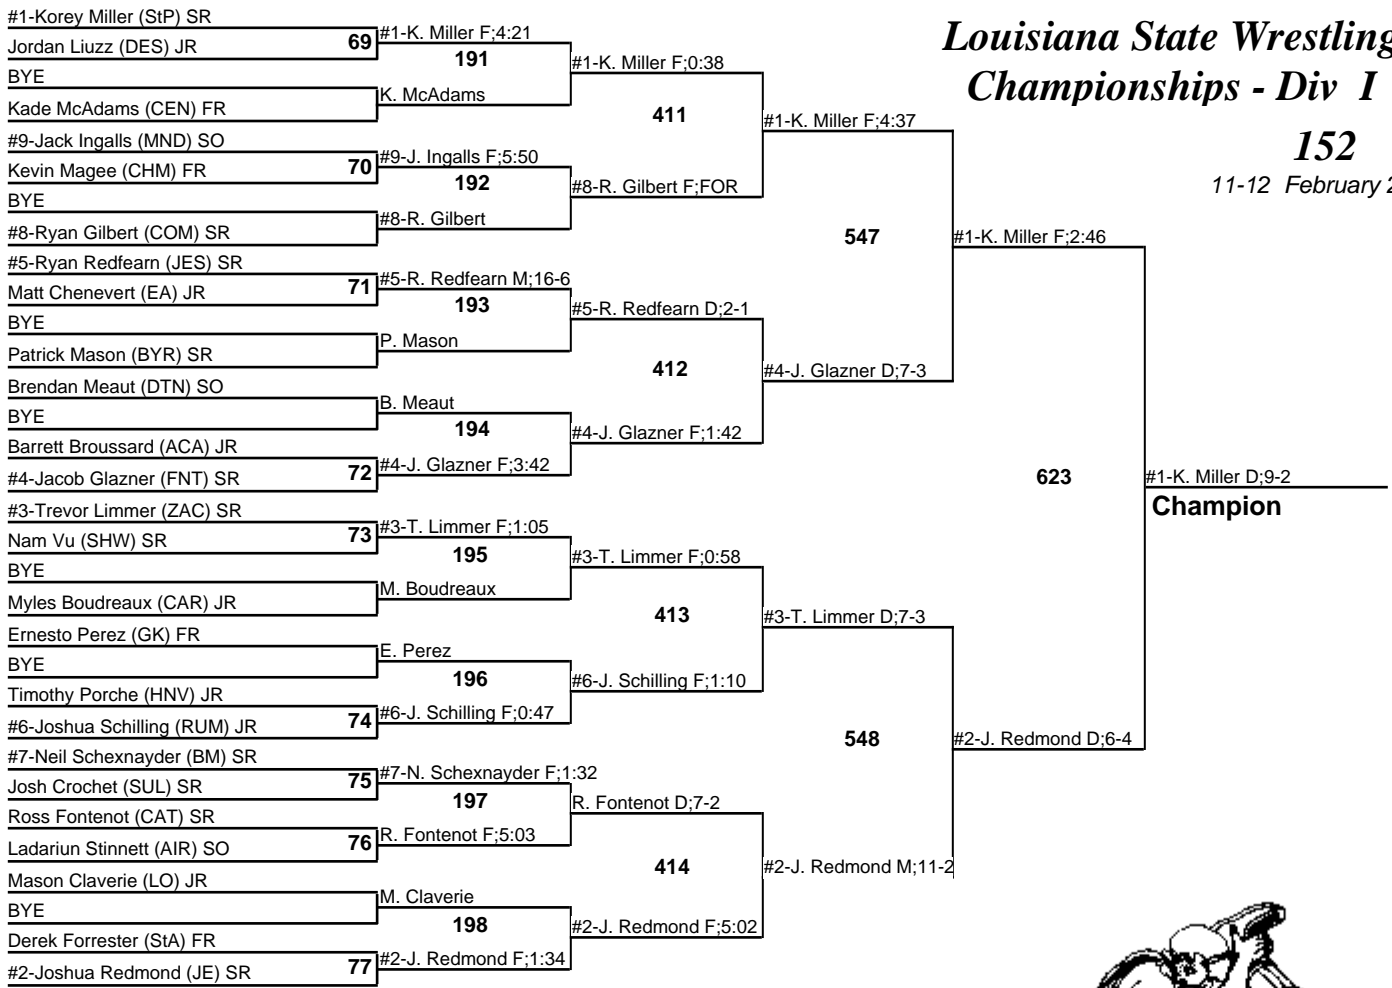 Louisiana State Wrestling
Championships - Div I
152
11-12 February 2
#1-Korey Miller (StP) SR
Jordan Liuzz (DES) JR
BYE
Kade McAdams (CEN) FR
#9-Jack Ingalls (MND) SO
Kevin Magee (CHM) FR
BYE
#8-Ryan Gilbert (COM) SR
#5-Ryan Redfearn (JES) SR
Matt Chenevert (EA) JR
BYE
Patrick Mason (BYR) SR
Brendan Meaut (DTN) SO
BYE
Barrett Broussard (ACA) JR
#4-Jacob Glazner (FNT) SR
#3-Trevor Limmer (ZAC) SR
Nam Vu (SHW) SR
BYE
Myles Boudreaux (CAR) JR
Ernesto Perez (GK) FR
BYE
Timothy Porche (HNV) JR
#6-Joshua Schilling (RUM) JR
#7-Neil Schexnayder (BM) SR
Josh Crochet (SUL) SR
Ross Fontenot (CAT) SR
Ladariun Stinnett (AIR) SO
Mason Claverie (LO) JR
BYE
Derek Forrester (StA) FR
#2-Joshua Redmond (JE) SR
69
70
71
72
73
74
75
76
77
#1-K. Miller F;4:21
191
K. McAdams
#9-J. Ingalls F;5:50
192
#8-R. Gilbert
#5-R. Redfearn M;16-6
193
P. Mason
B. Meaut
194
#4-J. Glazner F;3:42
#3-T. Limmer F;1:05
195
M. Boudreaux
E. Perez
196
#6-J. Schilling F;0:47
#7-N. Schexnayder F;1:32
197
R. Fontenot F;5:03
M. Claverie
198
#2-J. Redmond F;1:34
#1-K. Miller F;0:38
411
#8-R. Gilbert F;FOR
#5-R. Redfearn D;2-1
412
#4-J. Glazner F;1:42
#3-T. Limmer F;0:58
413
#6-J. Schilling F;1:10
R. Fontenot D;7-2
414
#2-J. Redmond F;5:02
#1-K. Miller F;4:37
547
#4-J. Glazner D;7-3
#3-T. Limmer D;7-3
548
#2-J. Redmond M;11-2
#1-K. Miller F;2:46
623
#2-J. Redmond D;6-4
#1-K. Miller D;9-2
Champion